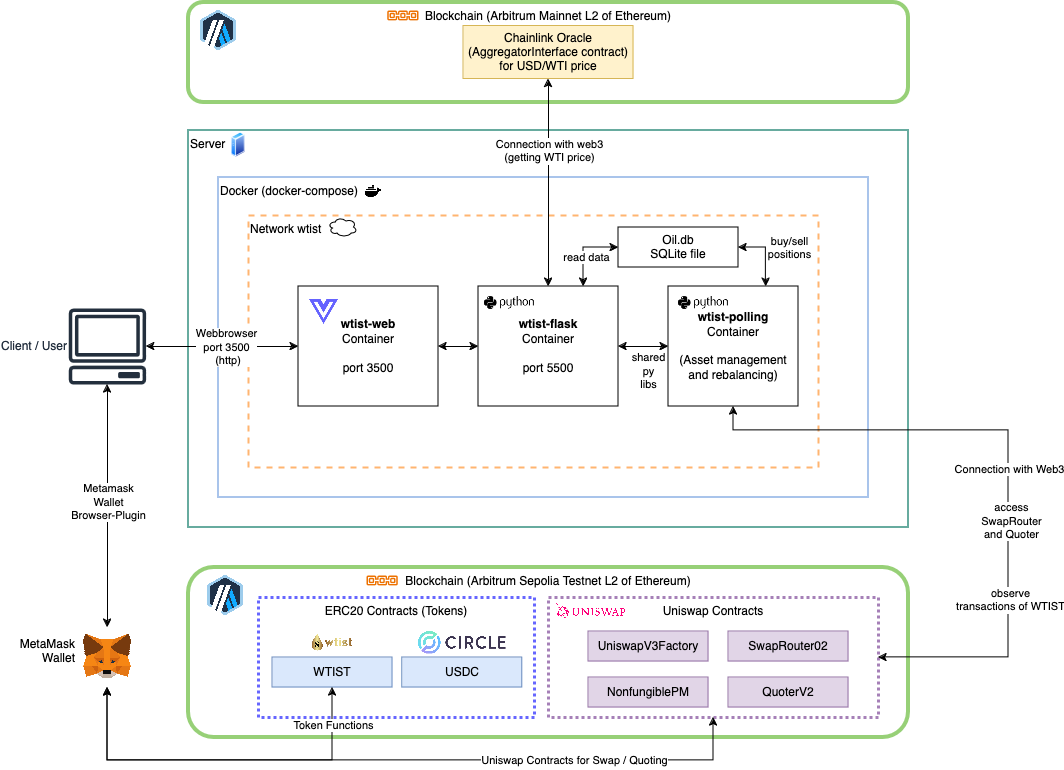 Blockchain (Arbitrum Mainnet L2 of Ethereum)
Chainlink Oracle
(AggregatorInterface contract)
for USD/WTI price
Server
Connection with web3
(getting WTI price)
Docker (docker-compose)
Network wtist
Oil.db
SQLite file
read data
buy/sell
positions
wtist-web
Container
port 3500
python
wtist-flask
Container
port 5500
python
wtist-polling
Container
(Asset management
and rebalancing)
shared
py
libs
Client / User
Webbrowser
port 3500
(http)
Metamask
Wallet
Browser-Plugin
Connection with Web3
access
SwapRouter
and Quoter
observe
transactions of WTIST
Blockchain (Arbitrum Sepolia Testnet L2 of Ethereum)
ERC20 Contracts (Tokens)
wtist
CIRCLE
WTIST
USDC
UNISWAP
Uniswap Contracts
UniswapV3Factory
SwapRouter02
NonfungiblePM
QuoterV2
MetaMask
Wallet
Token Functions
Uniswap Contracts for Swap / Quoting